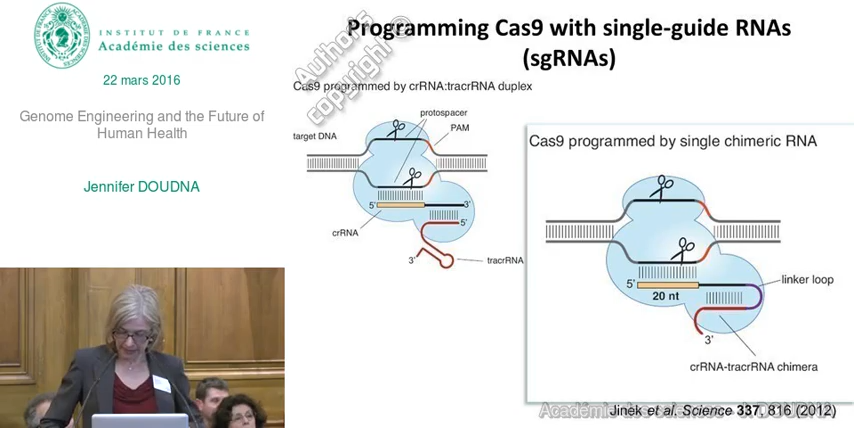 INSTITUT DE FRANCE
Académie des sciences
22 mars 2016
Genome Engineering and the Future of
Human Health
Jennifer DOUDNA
Programming Cas9 with single-guide RNAs
(sgRNAs)
Author's
copyright ©
Cas9 programmed by crRNA:tracrRNA duplex
protospacer
PAM
target DNA
5'
3'
5'
crRNA
3'
tracrRNA
Cas9 programmed by single chimeric RNA
5'
20 nt
linker loop
3'
crRNA-tracrRNA chimera
Jinek et al. Science 337, 816 (2012)